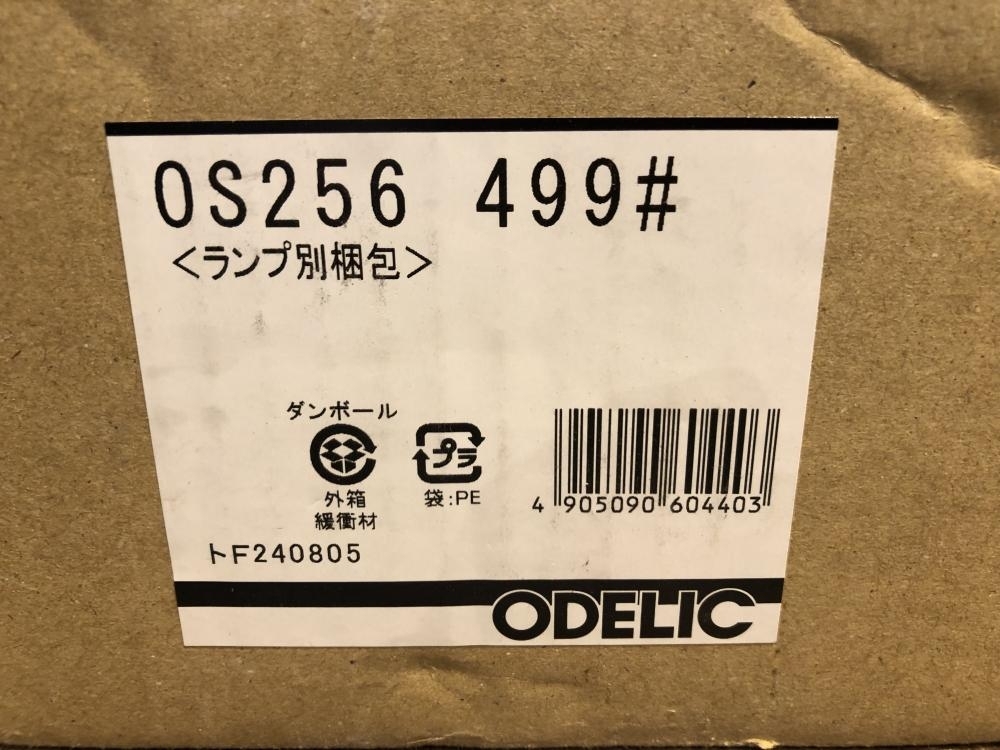 OS256 499#
<ランプ別梱包>
ダンボール
外箱
緩衝材
プラ
袋:PE
4 905090 604403
トF240805
ODELIC